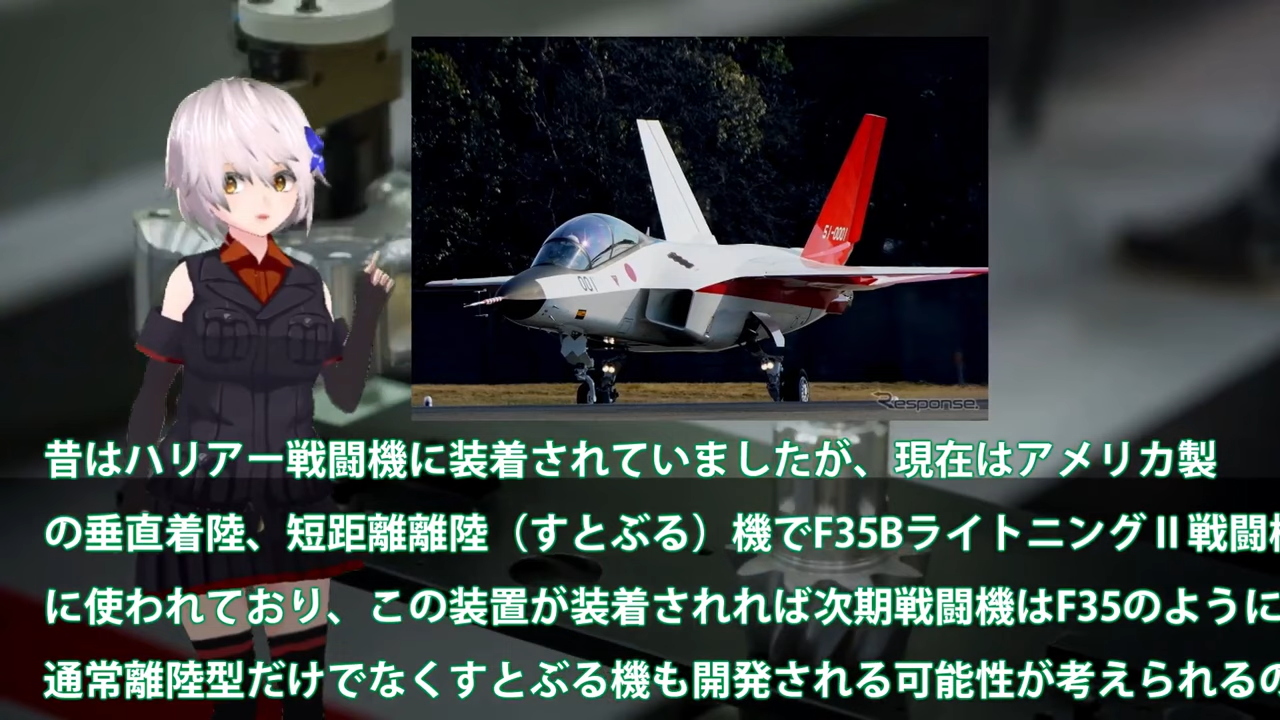 51-0001
001
Response.
昔はハリアー戦闘機に装着されていましたが、現在はアメリカ製
の垂直着陸、短距離離陸（すとぶる）機でF35BライトニングⅡ戦闘機
に使われており、この装置が装着されれば次期戦闘機はF35のように
通常離陸型だけでなくすとぶる機も開発される可能性が考えられるの